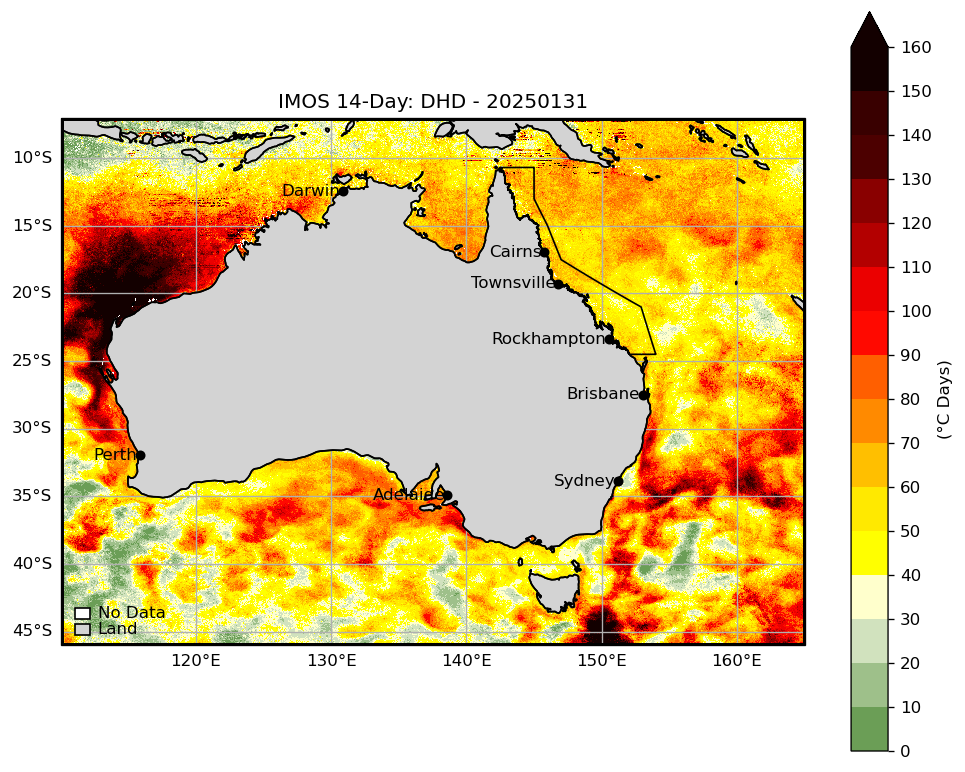 IMOS 14-Day: DHD - 20250131
160
150
140
130
120
110
100
90
80
70
60
50
40
30
20
10
0
(°C Days)
10°S
15°S
20°S
25°S
30°S
35°S
40°S
45°S
Darwin
Cairns
Townsville
Rockhampton
Brisbane
Perth
Sydney
Adelaide
No Data
Land
120°E
130°E
140°E
150°E
160°E